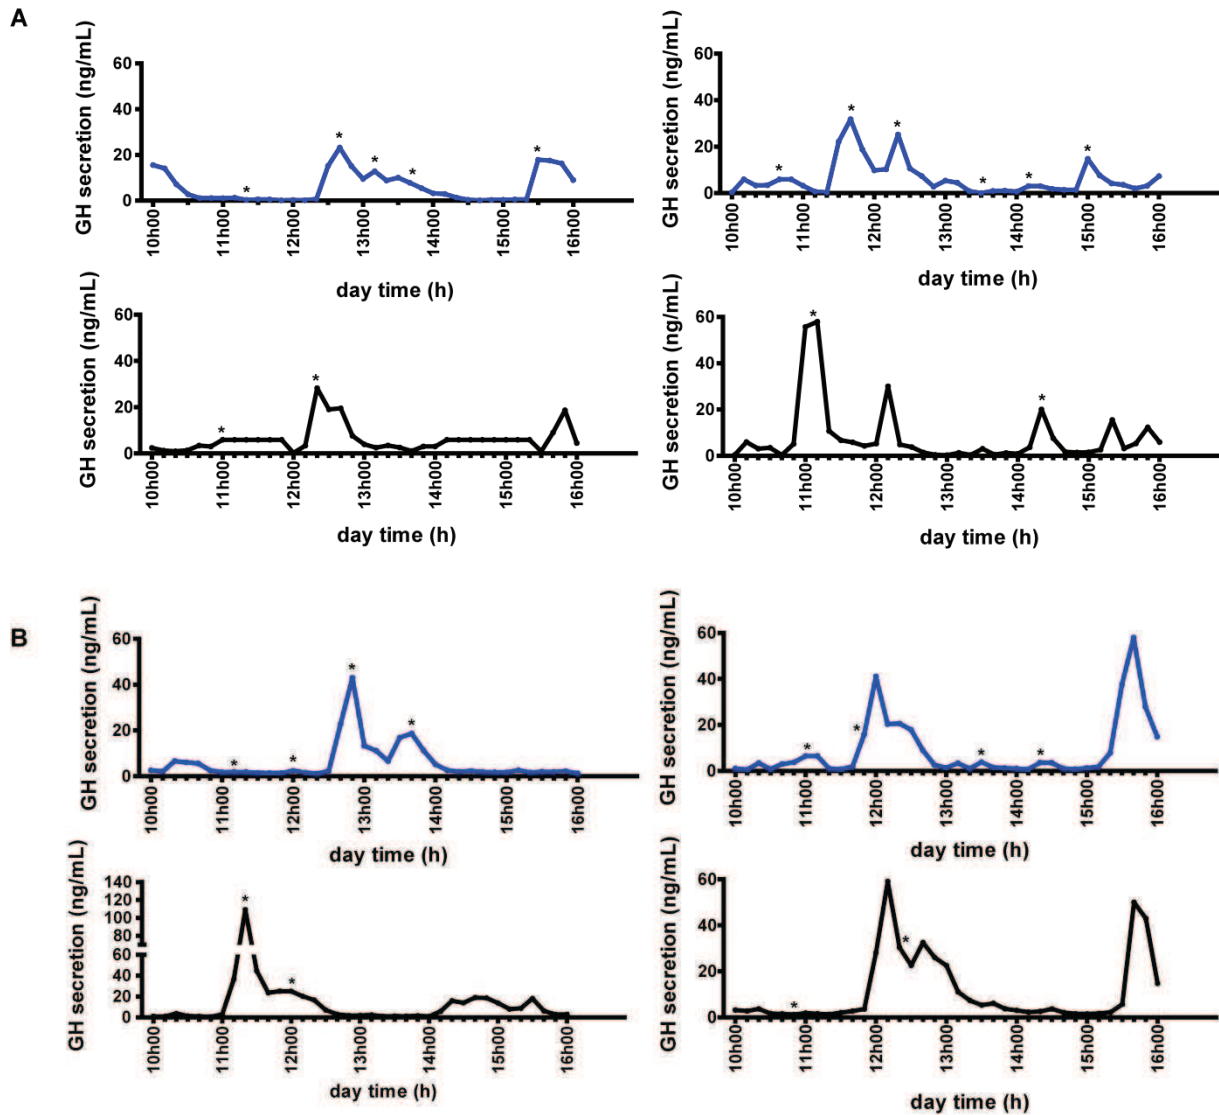 A
GH secretion (ng/mL)
60
40
20
0
10h00
11h00
12h00
13h00
14h00
15h00
16h00
day time (h)
*
*
*
*
*
GH secretion (ng/mL)
60
40
20
0
10h00
11h00
12h00
13h00
14h00
15h00
16h00
day time (h)
*
*
*
*
*
*
GH secretion (ng/mL)
60
40
20
0
10h00
11h00
12h00
13h00
14h00
15h00
16h00
day time (h)
*
*
GH secretion (ng/mL)
60
40
20
0
10h00
11h00
12h00
13h00
14h00
15h00
16h00
day time (h)
*
*
B
GH secretion (ng/mL)
60
40
20
0
10h00
11h00
12h00
13h00
14h00
15h00
16h00
day time (h)
*
*
*
*
GH secretion (ng/mL)
60
40
20
0
10h00
11h00
12h00
13h00
14h00
15h00
16h00
day time (h)
*
*
*
*
GH secretion (ng/mL)
140
120
100
80
60
40
20
0
10h00
11h00
12h00
13h00
14h00
15h00
16h00
day time (h)
*
*
GH secretion (ng/mL)
60
40
20
0
10h00
11h00
12h00
13h00
14h00
15h00
16h00
day time (h)
*
*